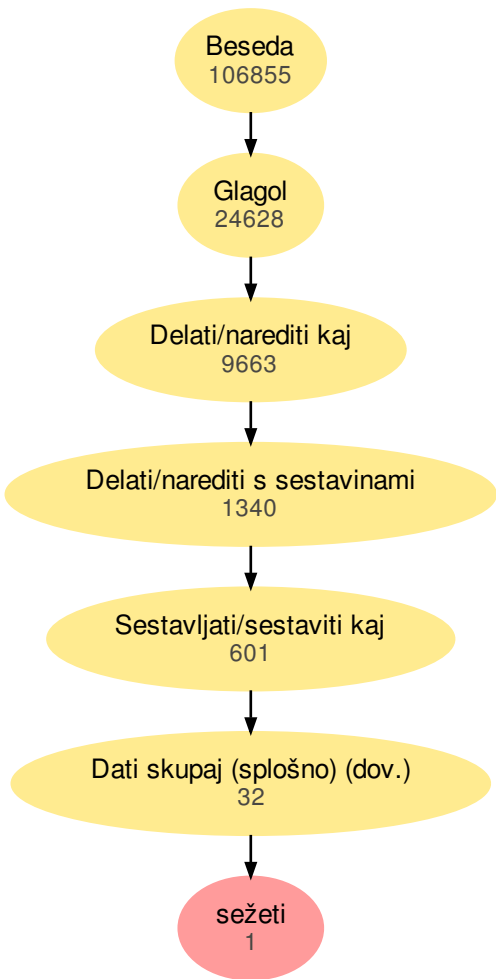 Beseda
106855
Glagol
24628
Delati/narediti kaj
9663
Delati/narediti s sestavinami
1340
Sestavljati/sestaviti kaj
601
Dati skupaj (splošno) (dov.)
32
sežeti
1